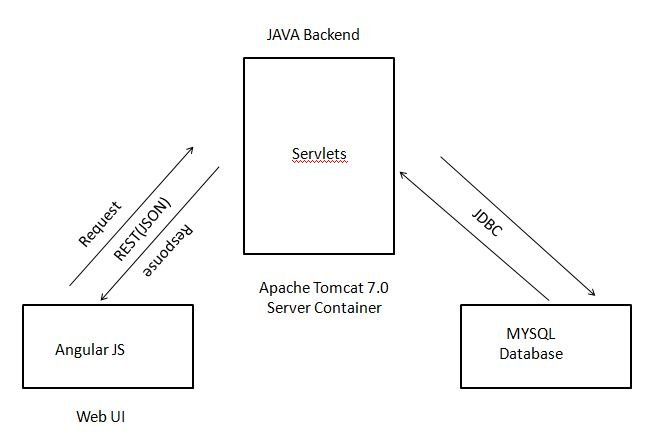 JAVA Backend
Servlets
Request
REST(JSON)
Response
JDBC
Apache Tomcat 7.0
Server Container
Angular JS
Web UI
MYSQL
Database